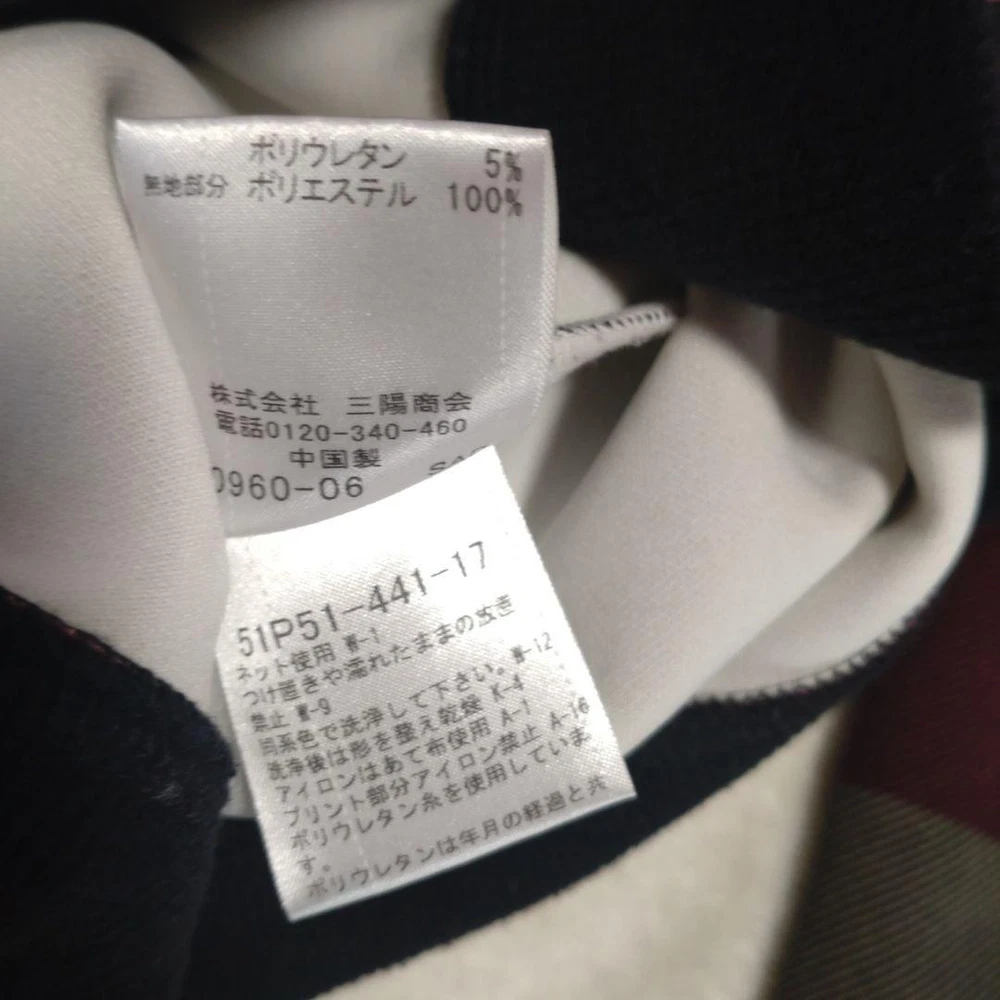 ポリウレタン 5%
無地部分 ポリエステル 100%
株式会社 三陽商会
電話0120-340-460
中国製
0960-06
51P51-441-17
ネット使用 W-1
つけ置きや濡れたままの放き
禁止 W-9
同系色で洗浄して下さい。W-12
洗浄後は形を整え乾燥 K-4
アイロンはあて布使用 A-1
プリント部分アイロン禁止 A-16
ポリウレタン糸を使用していま
す。
ポリウレタンは年月の経過と共